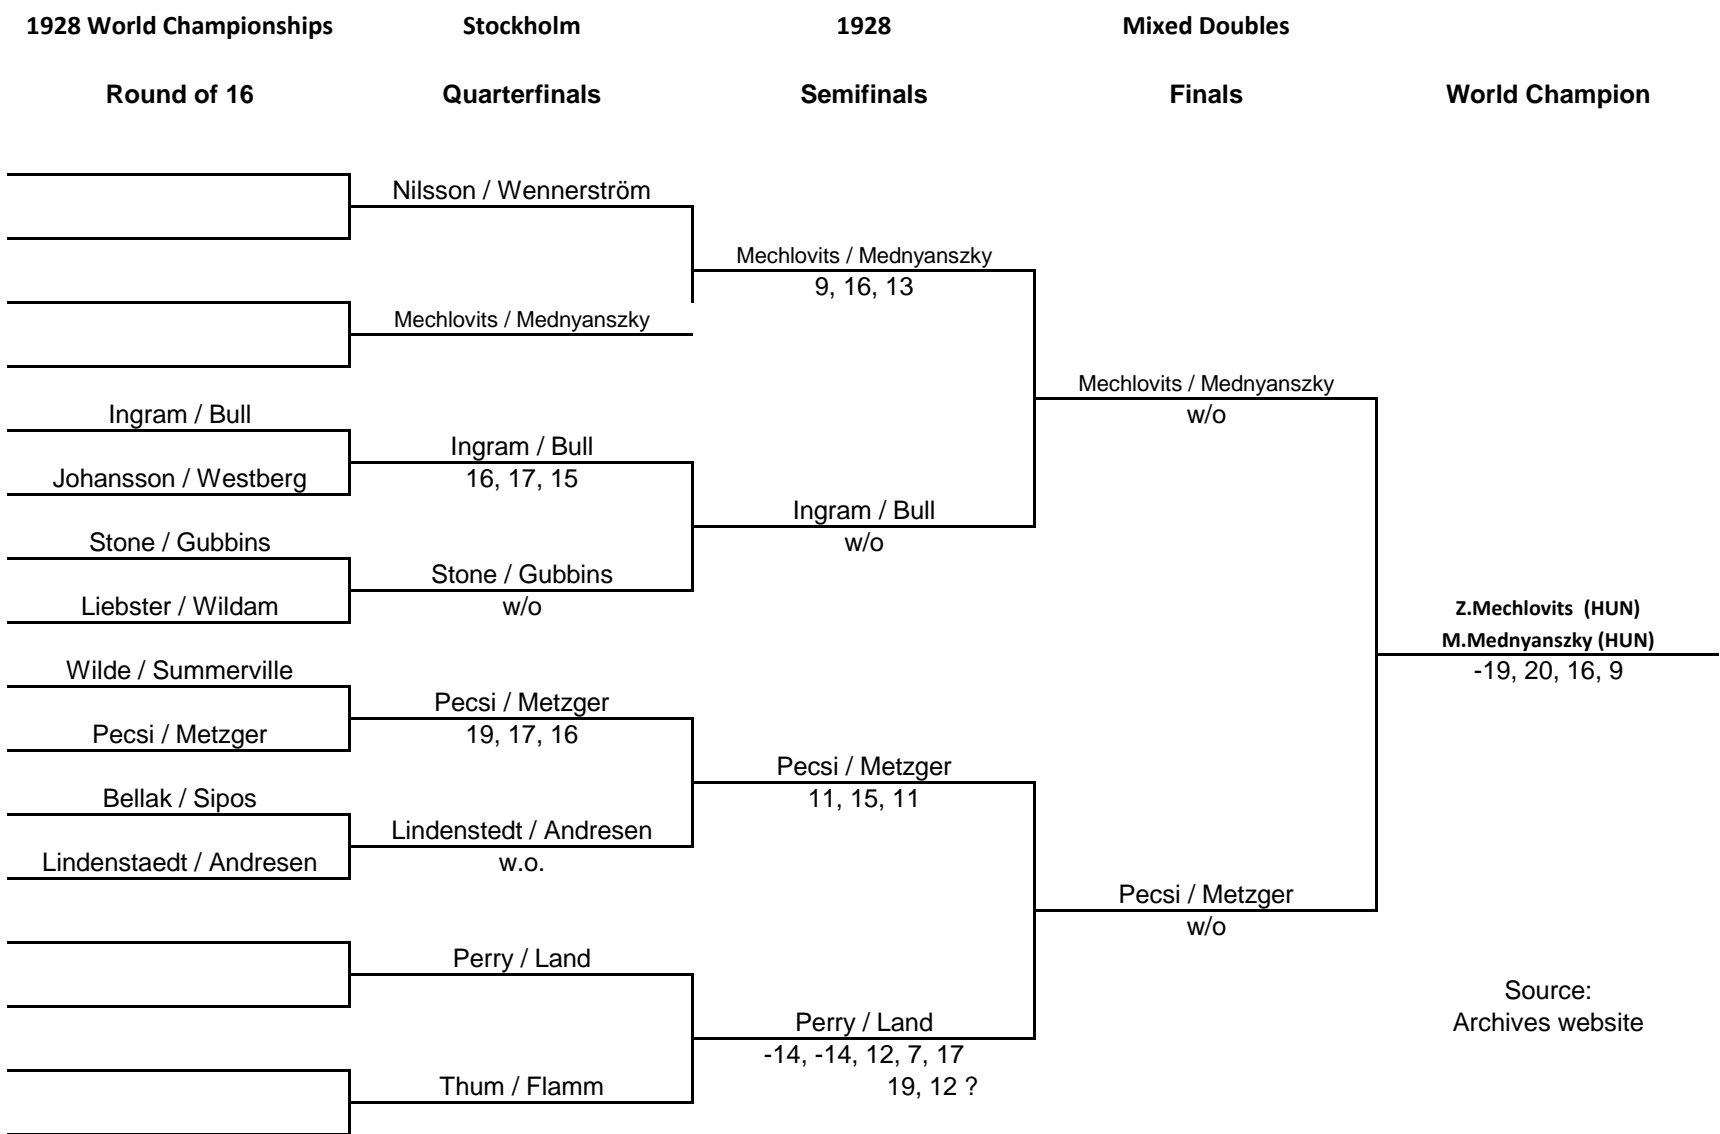 1928 World Championships Stockholm 1928 Mixed Doubles
Round of 16 Quarterfinals Semifinals Finals World Champion
Nilsson / Wennerström
Mechlovits / Mednyanszky
9, 16, 13
Mechlovits / Mednyanszky
Mechlovits / Mednyanszky
w/o
Ingram / Bull
Ingram / Bull
16, 17, 15
Johansson / Westberg
Ingram / Bull
w/o
Stone / Gubbins
Stone / Gubbins
w/o
Liebster / Wildam
Z.Mechlovits (HUN)
M.Mednyanszky (HUN)
-19, 20, 16, 9
Wilde / Summerville
Pecsi / Metzger
19, 17, 16
Pecsi / Metzger
Pecsi / Metzger
11, 15, 11
Bellak / Sipos
Lindenstedt / Andresen
w.o.
Lindenstaedt / Andresen
Pecsi / Metzger
w/o
Perry / Land
Source:
Archives website
Perry / Land
-14, -14, 12, 7, 17
19, 12 ?
Thum / Flamm